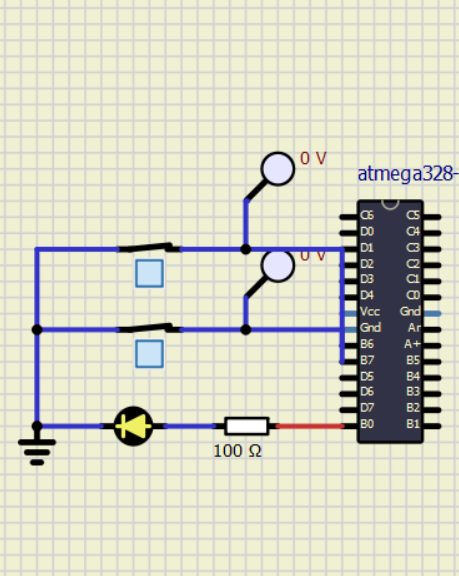 0 V
atmega328-
0 V
C6 C5
D0 C4
D1 C3
D2 C2
D3 C1
D4 C0
Vcc Gnd
Gnd Ar
B6 A+
B7 B5
D5 B4
D6 B3
D7 B2
B0 B1
100 Ω